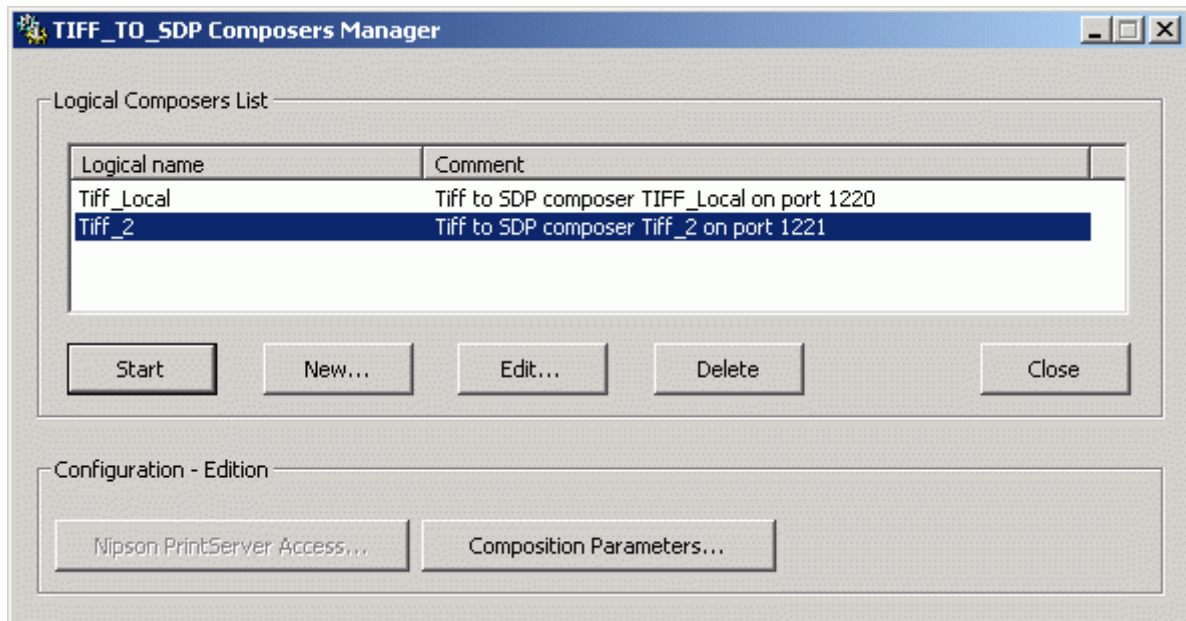 TIFF_TO_SDP Composers Manager
Logical Composers List
Logical name Comment
Tiff_Local Tiff to SDP composer TIFF_Local on port 1220
Tiff_2 Tiff to SDP composer Tiff_2 on port 1221
Start New... Edit... Delete Close
Configuration - Edition
Nipson PrintServer Access... Composition Parameters...